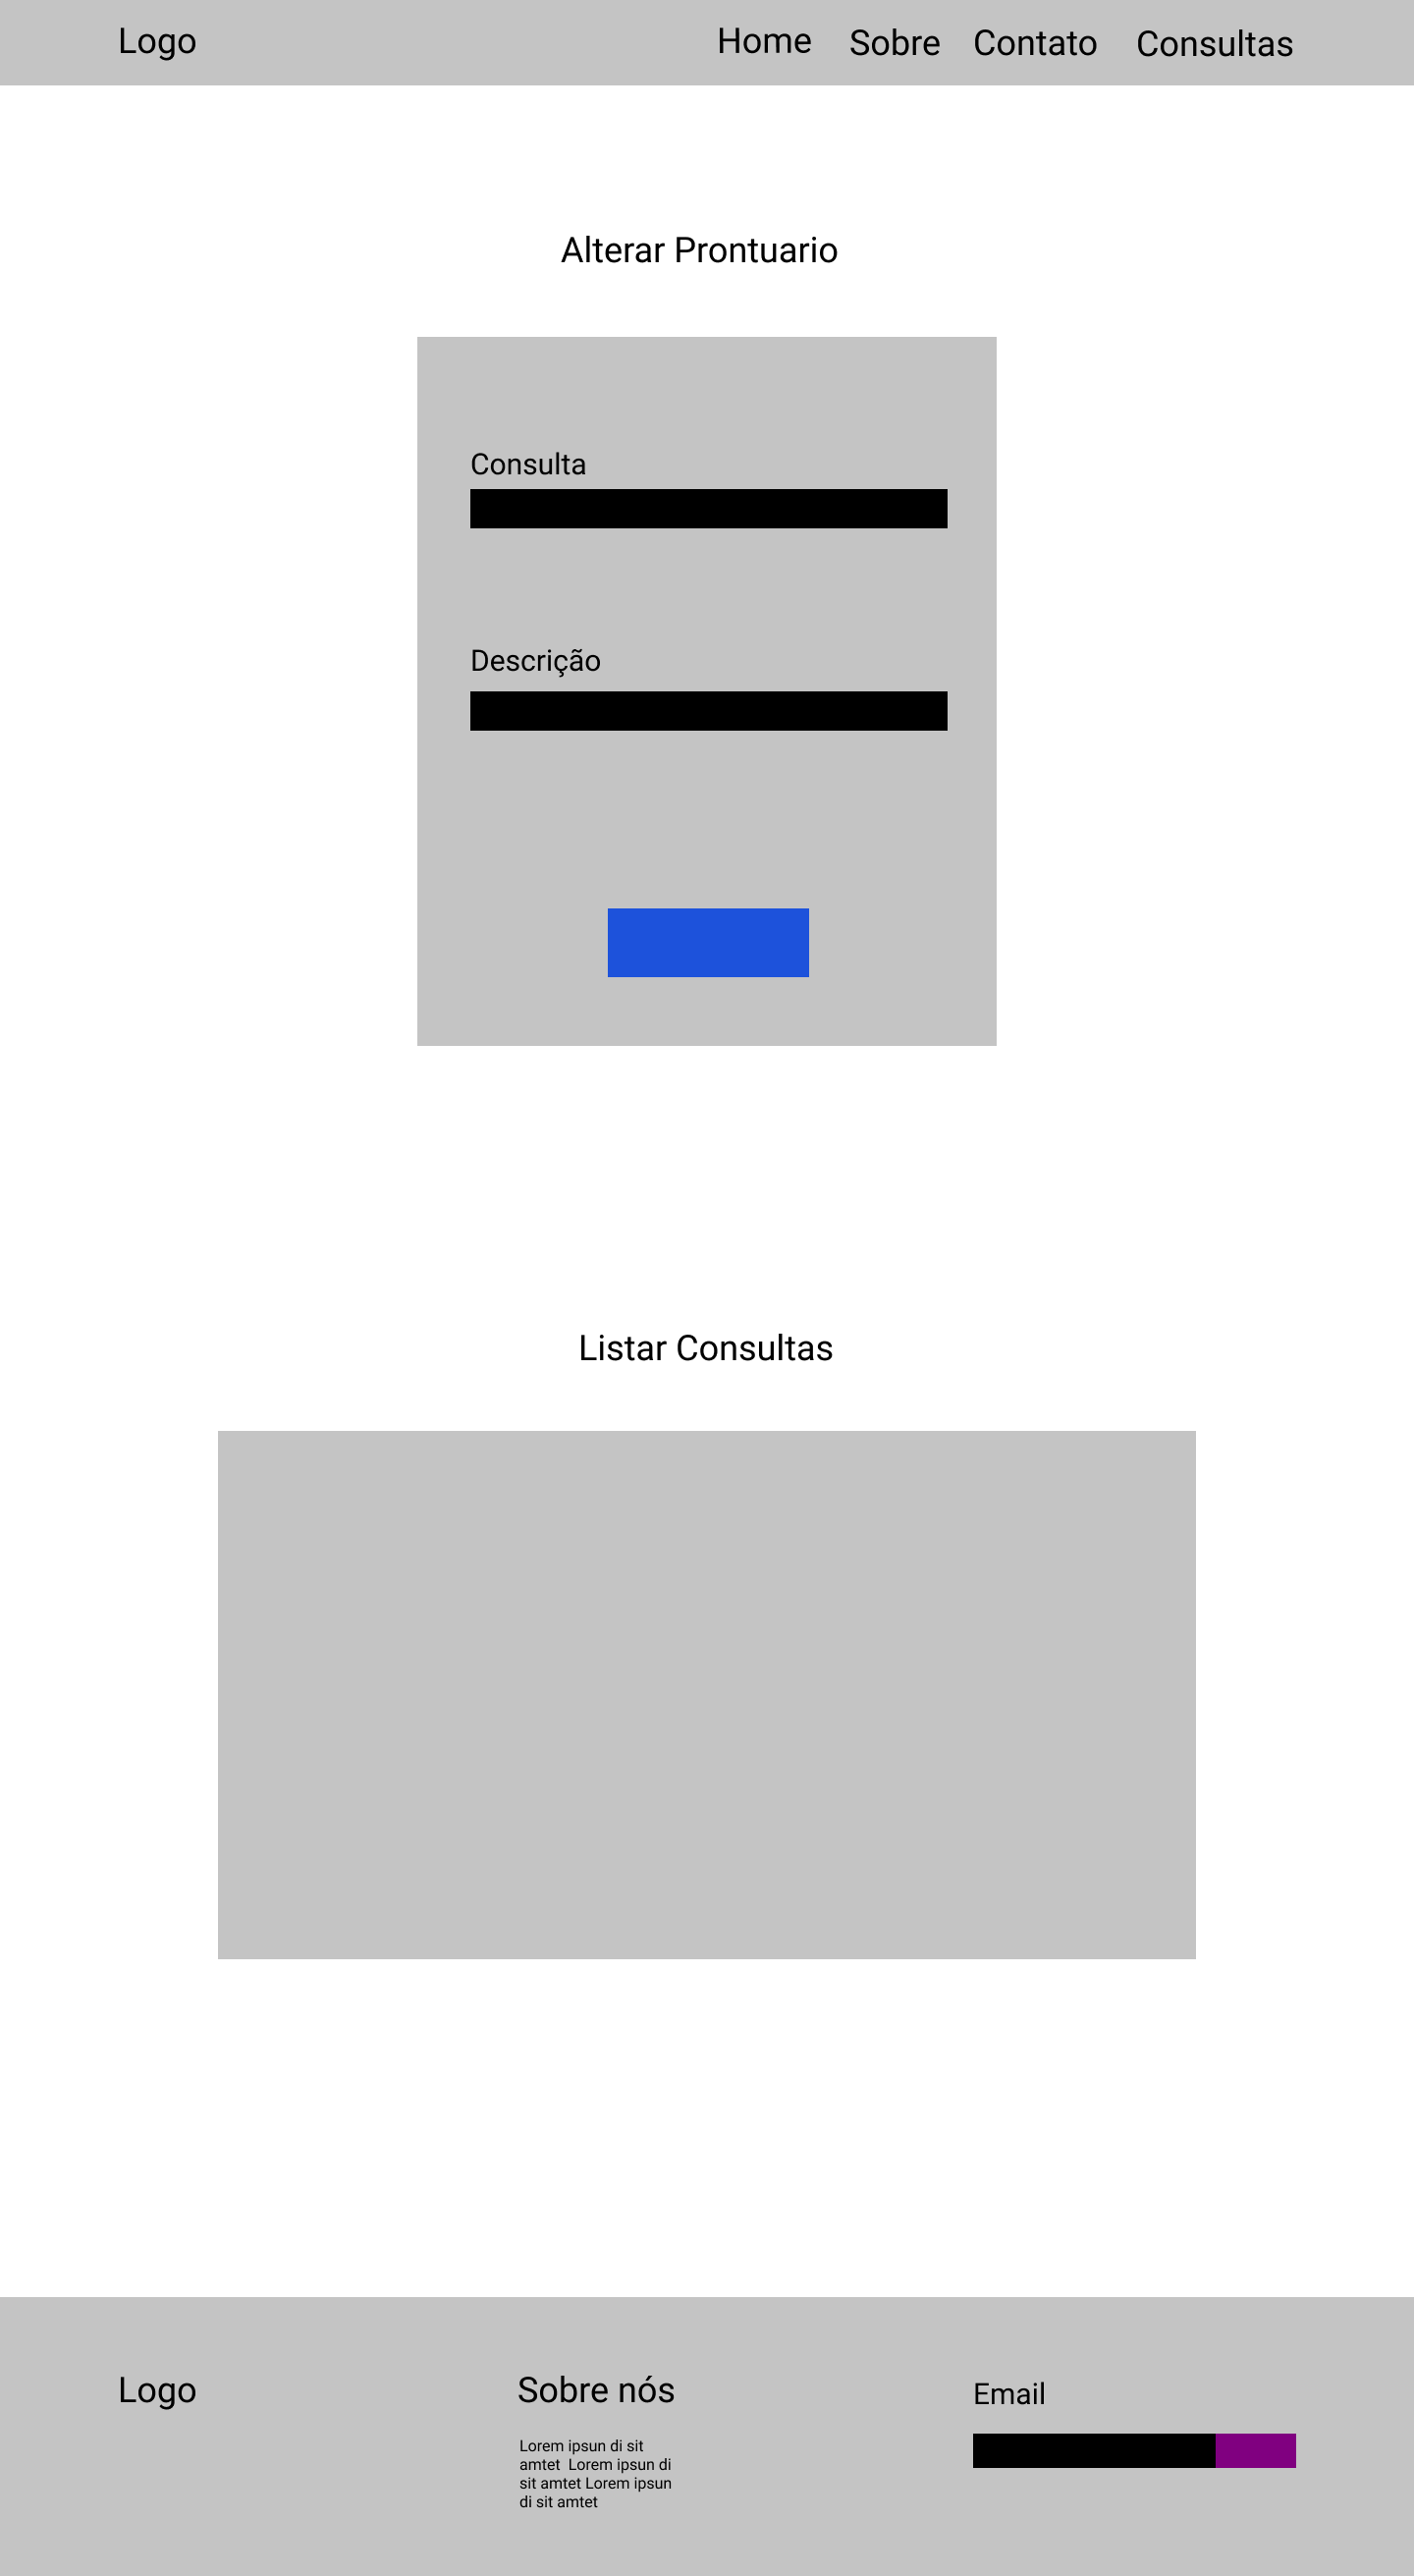 Logo
Home Sobre Contato Consultas
Alterar Prontuario
Consulta
Descrição
Listar Consultas
Logo
Sobre nós
Lorem ipsun di sit
amtet  Lorem ipsun di
sit amtet Lorem ipsun
di sit amtet
Email